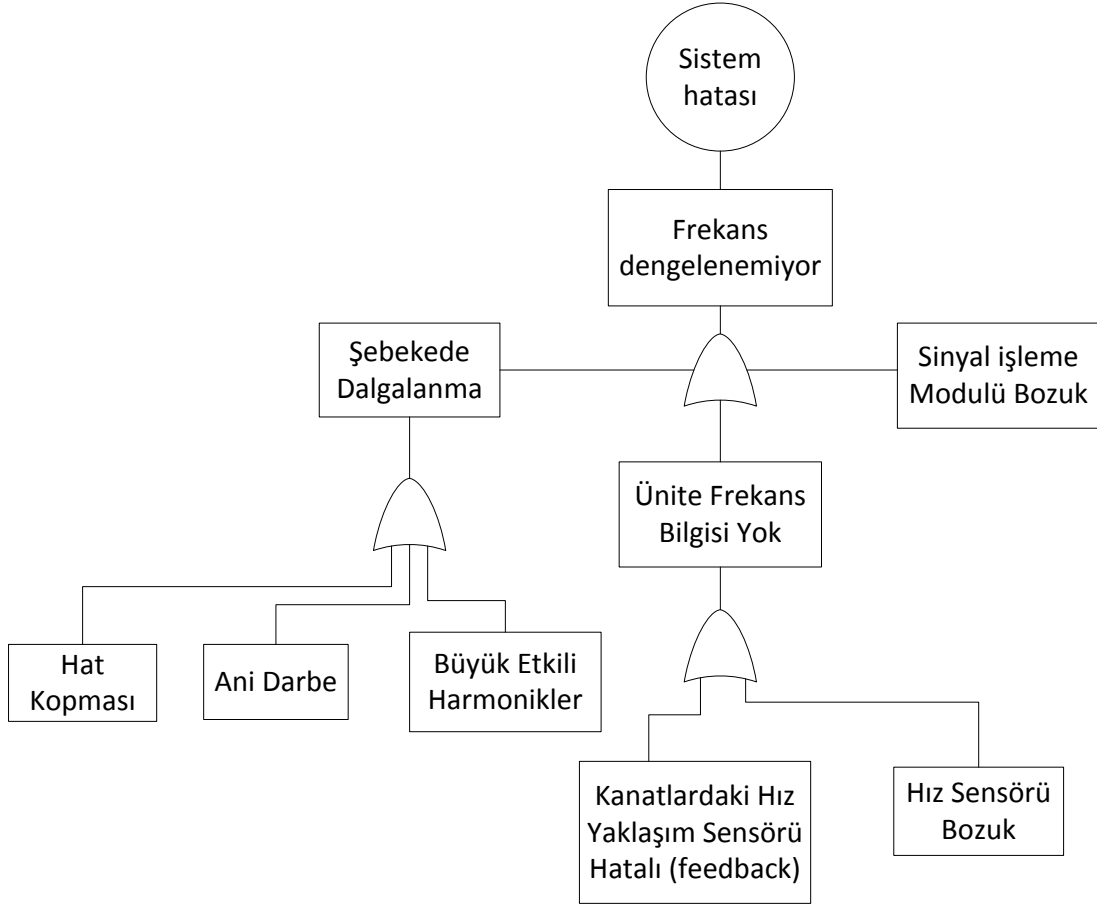 Sistem
hatası
Frekans
dengelenemiyor
Şebekede
Dalgalanma
Sinyal işleme
Modulü Bozuk
Ünite Frekans
Bilgisi Yok
Hat
Kopması
Ani Darbe
Büyük Etkili
Harmonikler
Kanatlardaki Hız
Yaklaşım Sensörü
Hatalı (feedback)
Hız Sensörü
Bozuk